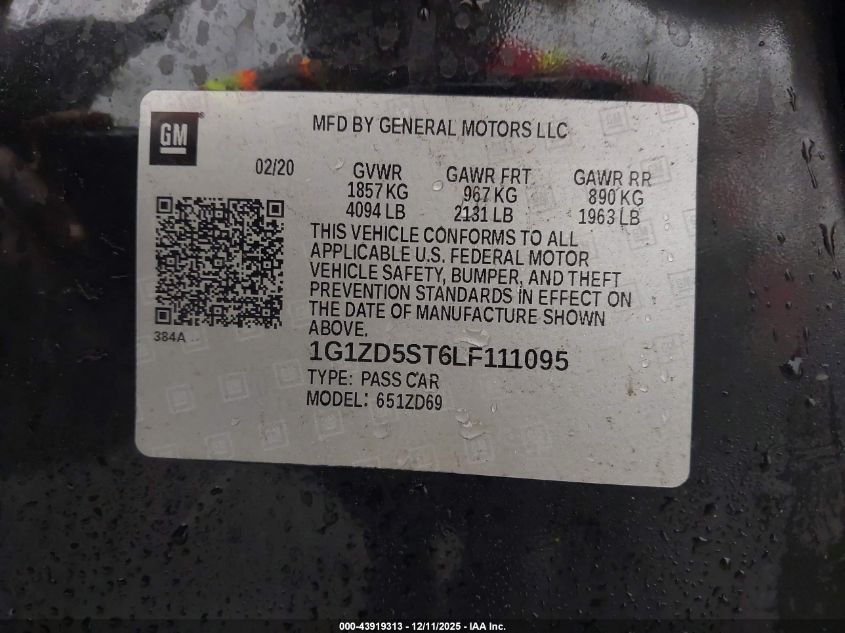 GM
MFD BY GENERAL MOTORS LLC
02/20 GVWR GAWR FRT GAWR RR
1857 KG 967 KG 890 KG
4094 LB 2131 LB 1963 LB
THIS VEHICLE CONFORMS TO ALL
APPLICABLE U.S. FEDERAL MOTOR
VEHICLE SAFETY, BUMPER, AND THEFT
PREVENTION STANDARDS IN EFFECT ON
THE DATE OF MANUFACTURE SHOWN
ABOVE.
384A
1G1ZD5ST6LF111095
TYPE: PASS CAR
MODEL: 651ZD69
000-43919313 - 12/11/2025 - IAA Inc.